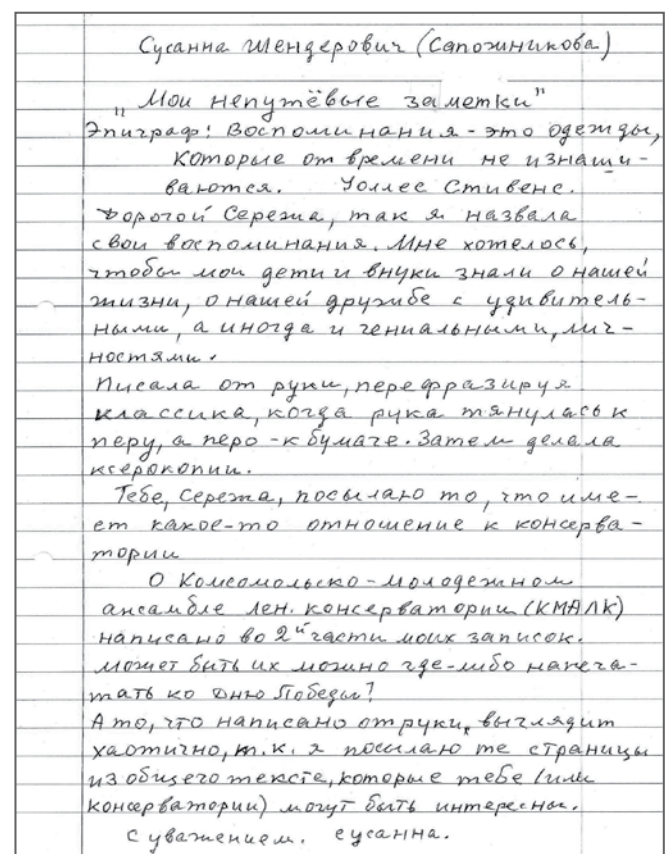 Сусанна Шендерович (Сапожникова)
„Мои непутёвые заметки"
Эпиграф: Воспоминания - это одежды,
которые от времени не изнаши-
ваются. Уоллес Стивенс.
Дорогой Сережа, так я назвала
свои воспоминания. Мне хотелось,
чтобы мои дети и внуки знали о нашей
жизни, о нашей дружбе с удивитель-
ными, а иногда и гениальными, лич-
ностями.
Писала от руки, перефразируя
классика, когда рука тянулась к
перу, а перо - к бумаге. Затем делала
ксерокопии.
Тебе, Сережа, посылаю то, что име-
ет какое-то отношение к консерва-
тории
О Комсомольско-молодежном
ансамбле лен. консерватории (КМАЛК)
написано во 2й части моих записок.
Может быть их можно где-либо напеча-
тать ко Дню Победы?
А то, что написано от руки, выглядит
хаотично, т.к. я посылаю те страницы
из общего текста, которые тебе (или
консерватории) могут быть интересны.
С уважением. Сусанна.